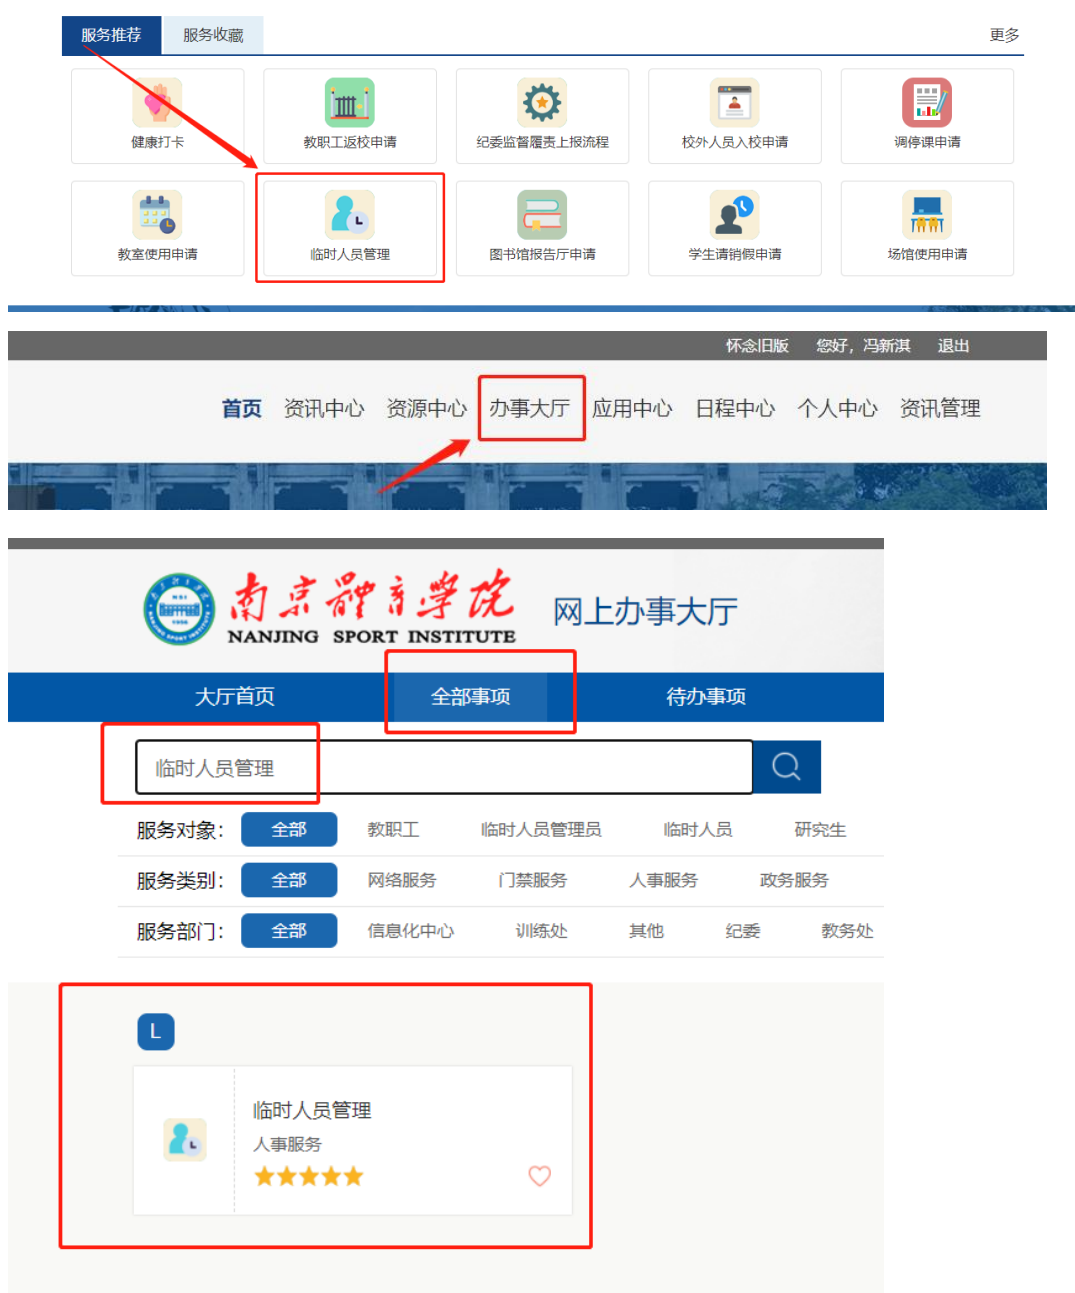 服务推荐 服务收藏 更多
健康打卡 教职工返校申请 纪委监督履责上报流程 校外人员入校申请 调停课申请
教室使用申请 临时人员管理 图书馆报告厅申请 学生请销假申请 场馆使用申请
怀念旧版 您好，冯新淇 退出
首页 资讯中心 资源中心 办事大厅 应用中心 日程中心 个人中心 资讯管理
南京體育學院 网上办事大厅
NANJING SPORT INSTITUTE
大厅首页 全部事项 待办事项
临时人员管理
服务对象： 全部 教职工 临时人员管理员 临时人员 研究生
服务类别： 全部 网络服务 门禁服务 人事服务 政务服务
服务部门： 全部 信息化中心 训练处 其他 纪委 教务处
L
临时人员管理
人事服务